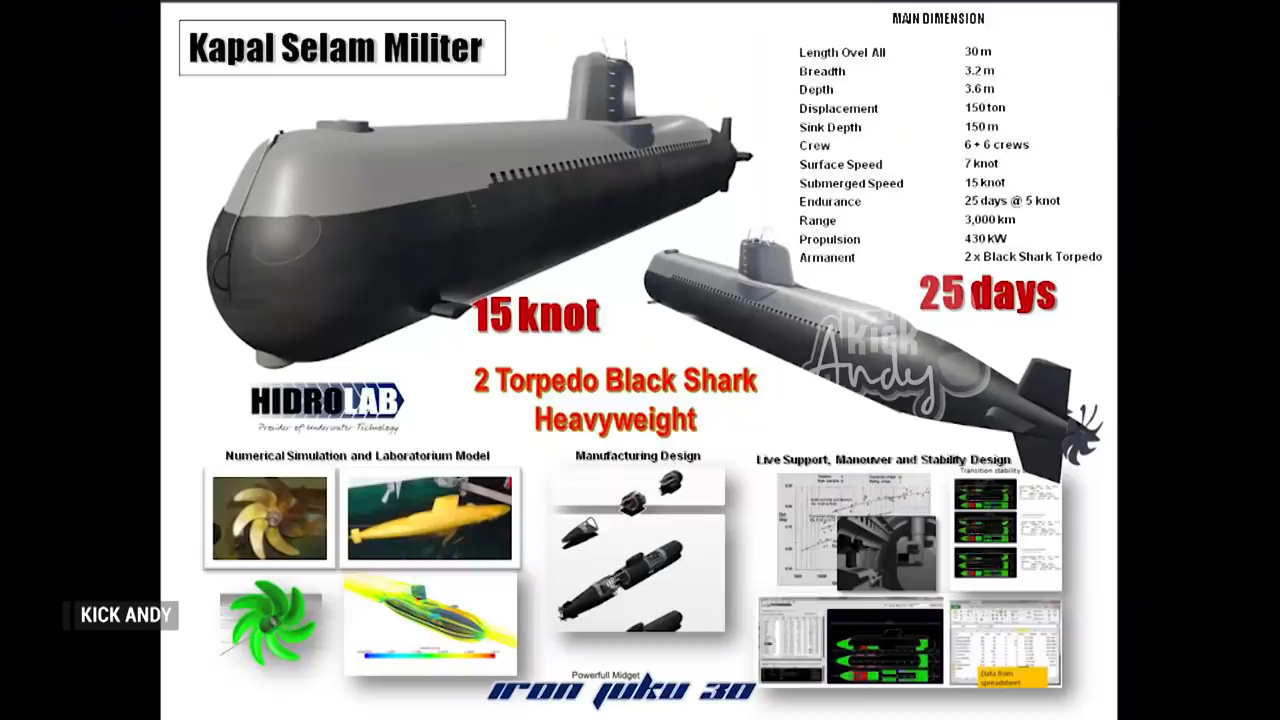 Kapal Selam Militer
MAIN DIMENSION
Length Ovel All 30 m
Breadth 3.2 m
Depth 3.6 m
Displacement 150 ton
Sink Depth 150 m
Crew 6 + 6 crews
Surface Speed 7 knot
Submerged Speed 15 knot
Endurance 25 days @ 5 knot
Range 3,000 km
Propulsion 430 kW
Armanent 2 x Black Shark Torpedo
25 days
15 knot
kick
Andy
2 Torpedo Black Shark
Heavyweight
HIDROLAB
Provider of Underwater Technology
Numerical Simulation and Laboratorium Model
Manufacturing Design
Live Support, Manouver and Stability Design
Transition stability
KICK ANDY
Data from
spreadsheet
Powerfull Midget
iron juku 30